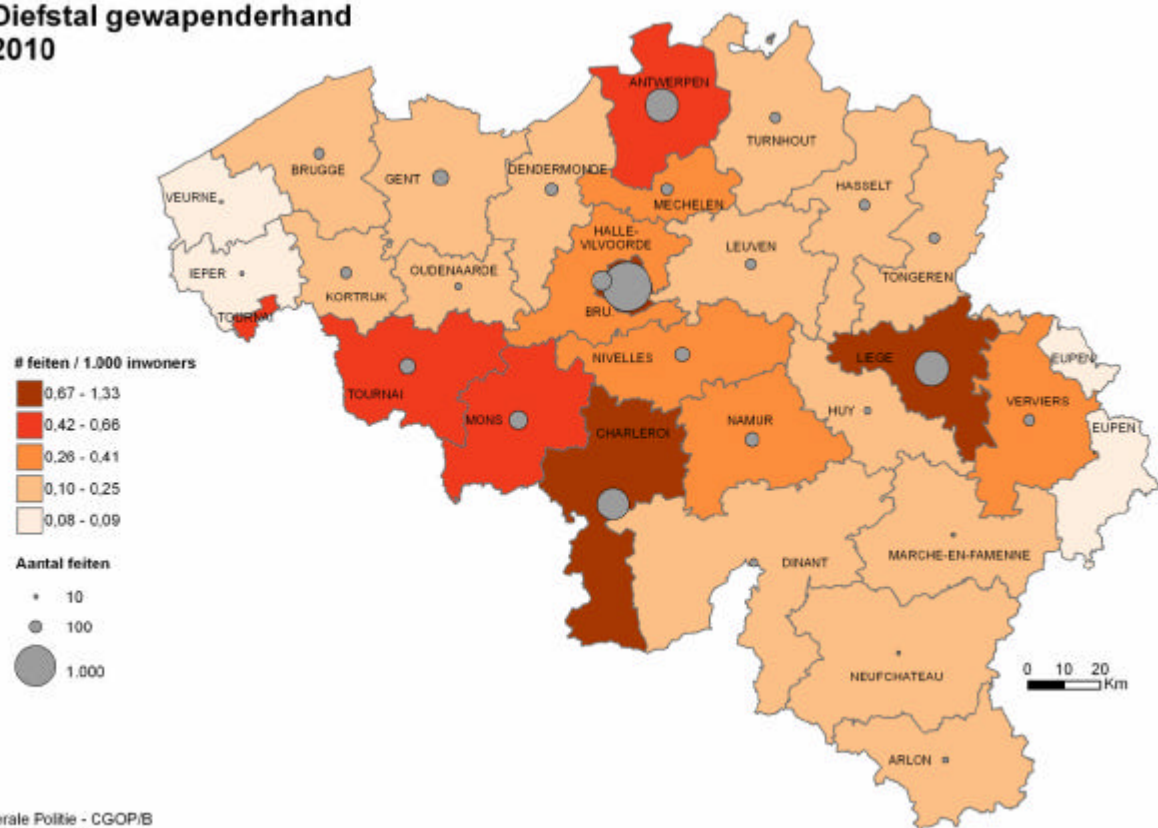 Diefstal gewapenderhand
2010
ANTWERPEN
TURNHOUT
BRUGGE
GENT
DENDERMONDE
MECHELEN
HASSELT
VEURNE
HALLE-
VILVOORDE
LEUVEN
IEPER
KORTRIJK
OUDENAARDE
TONGEREN
BRU.
TOURNAI
NIVELLES
LIEGE
EUPEN
# feiten / 1.000 inwoners
0,67 - 1,33
0,42 - 0,66
0,26 - 0,41
0,10 - 0,25
0,08 - 0,09
TOURNAI
MONS
CHARLEROI
NAMUR
HUY
VERVIERS
EUPEN
Aantal feiten
10
100
1.000
DINANT
MARCHE-EN-FAMENNE
NEUFCHATEAU
0 10 20
Km
ARLON
erale Politie - CGOP/B